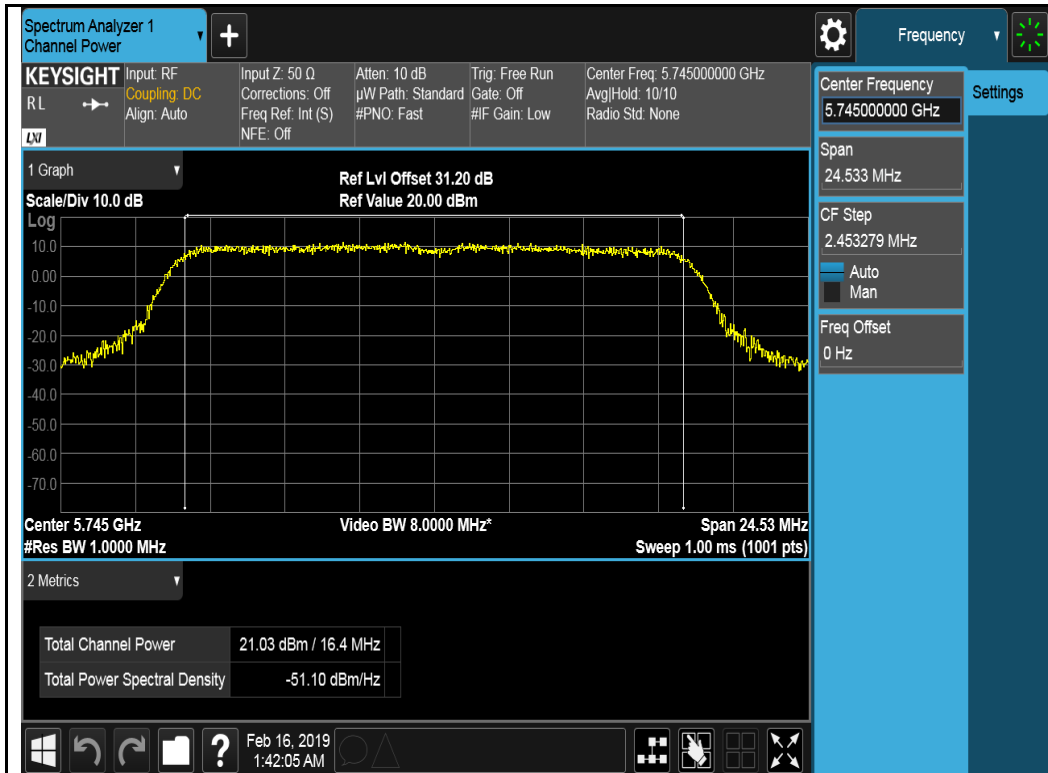 Spectrum Analyzer 1
Channel Power
+
Frequency
KEYSIGHT
R L
LXI
Input: RF
Coupling: DC
Align: Auto
Input Z: 50 Ω
Corrections: Off
Freq Ref: Int (S)
NFE: Off
Atten: 10 dB
µW Path: Standard
#PNO: Fast
Trig: Free Run
Gate: Off
#IF Gain: Low
Center Freq: 5.745000000 GHz
Avg|Hold: 10/10
Radio Std: None
Center Frequency
5.745000000 GHz
Settings
Span
24.533 MHz
CF Step
2.453279 MHz
Auto
Man
Freq Offset
0 Hz
1 Graph
Ref Lvl Offset 31.20 dB
Scale/Div 10.0 dB
Ref Value 20.00 dBm
Log
10.0
0.00
-10.0
-20.0
-30.0
-40.0
-50.0
-60.0
-70.0
Center 5.745 GHz
Video BW 8.0000 MHz*
Span 24.53 MHz
#Res BW 1.0000 MHz
Sweep 1.00 ms (1001 pts)
2 Metrics
Total Channel Power
21.03 dBm / 16.4 MHz
Total Power Spectral Density
-51.10 dBm/Hz
?
Feb 16, 2019
1:42:05 AM